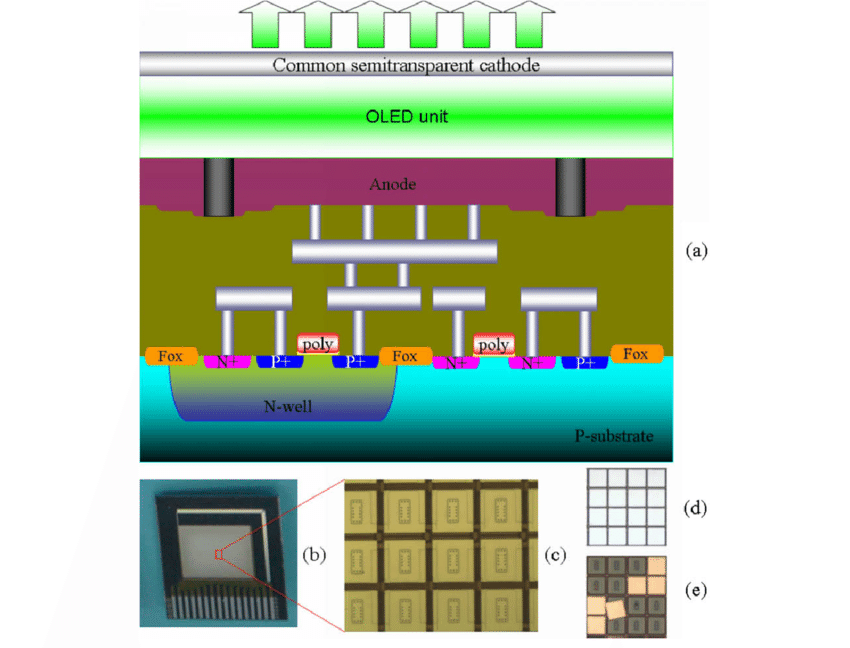 Common semitransparent cathode
OLED unit
Anode
(a)
poly
poly
Fox
N+
P+
P+
Fox
N+
N+
P+
Fox
N-well
P-substrate
(b)
(c)
(d)
(e)